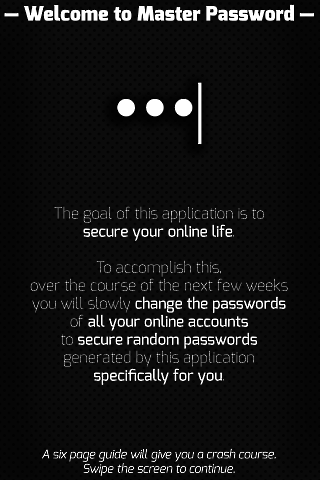 — Welcome to Master Password —
The goal of this application is to
secure your online life.
To accomplish this,
over the course of the next few weeks
you will slowly change the passwords
of all your online accounts
to secure random passwords
generated by this application
specifically for you.
A six page guide will give you a crash course.
Swipe the screen to continue.